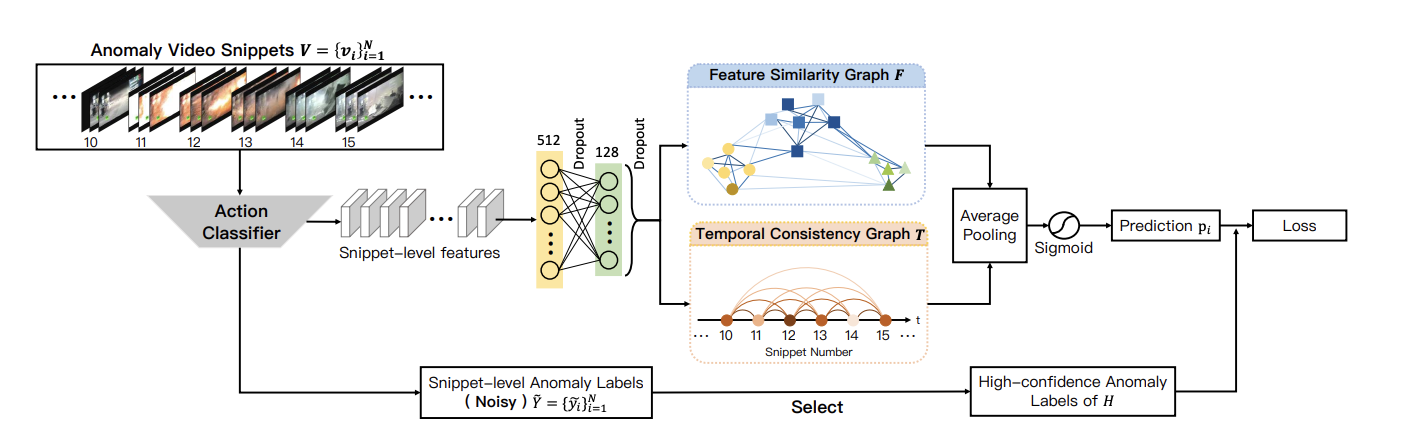 Anomaly Video Snippets V = {v_i}_{i=1}^N
... ...
10 11 12 13 14 15
Action
Classifier
Snippet-level features
...
512
Dropout
128
Dropout
Feature Similarity Graph F
Temporal Consistency Graph T
t
... 10 11 12 13 14 15 ...
Snippet Number
Average
Pooling
Sigmoid
Prediction p_i
Loss
Snippet-level Anomaly Labels
( Noisy ) Ỹ = {ỹ_i}_{i=1}^N
Select
High-confidence Anomaly
Labels of H